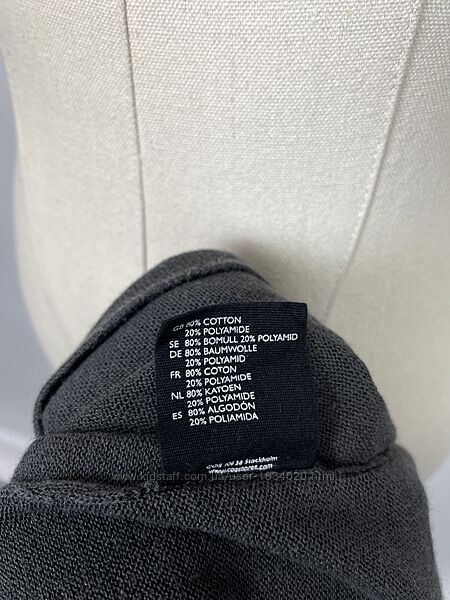 GB 80% COTTON
20% POLYAMIDE
SE 80% BOMULL 20% POLYAMID
DE 80% BAUMWOLLE
20% POLYAMID
FR 80% COTON
20% POLYAMIDE
NL 80% KATOEN
20% POLYAMIDE
ES 80% ALGODÓN
20% POLIAMIDA
38 Stockholm